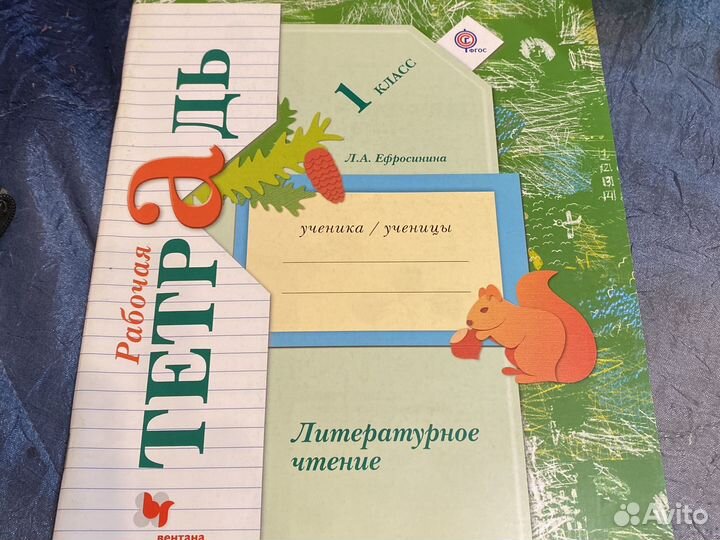 Рабочая
ТЕТРаДЬ
1 КЛАСС
ФГОС
Л.А. Ефросинина
ученика / ученицы
Литературное
чтение
вентана
Avito